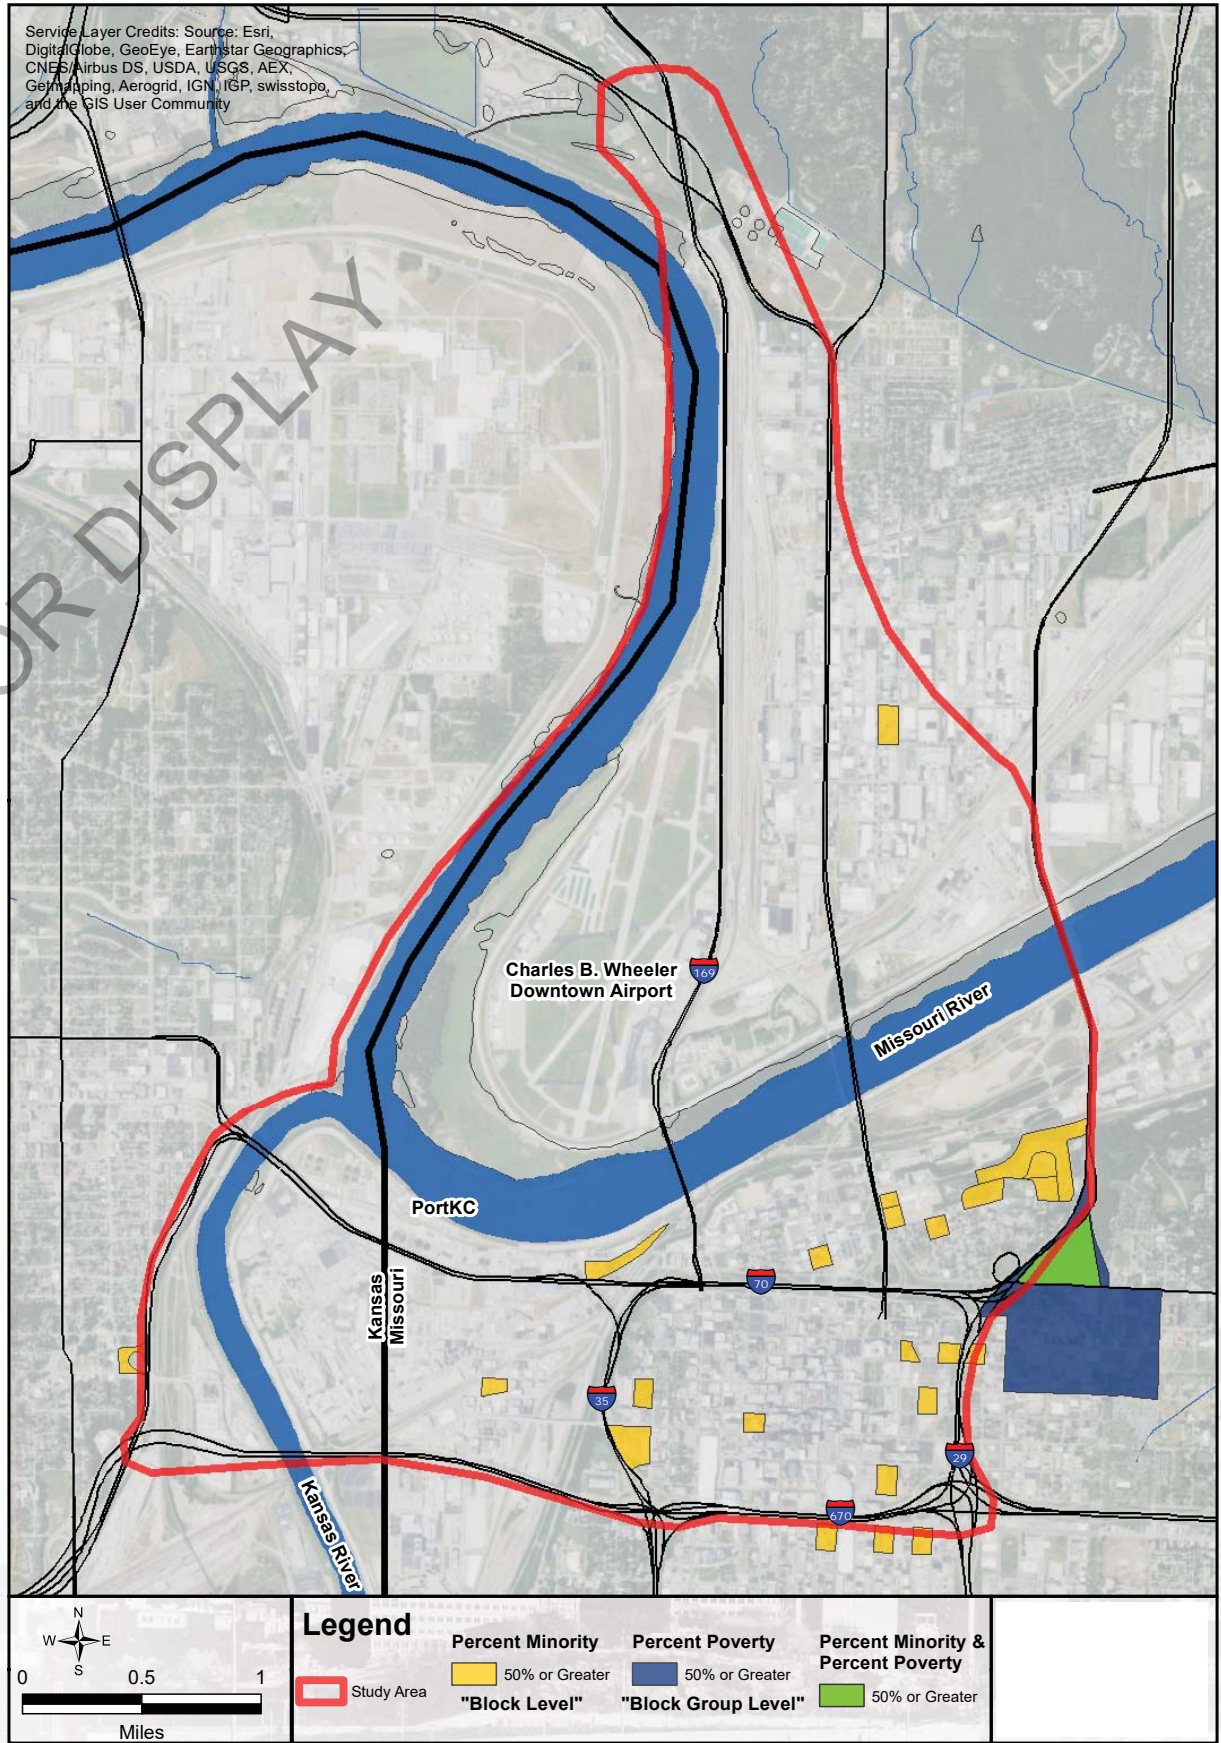 Service Layer Credits: Source: Esri,
DigitalGlobe, GeoEye, Earthstar Geographics,
CNES/Airbus DS, USDA, USGS, AEX,
Getmapping, Aerogrid, IGN, IGP, swisstopo,
and the GIS User Community
OR DISPLAY
Charles B. Wheeler
Downtown Airport
169
Missouri River
PortKC
Kansas
Missouri
70
35
29
670
Kansas River
N
W E
S
0 0.5 1
Miles
Legend
Study Area
Percent Minority
50% or Greater
"Block Level"
Percent Poverty
50% or Greater
"Block Group Level"
Percent Minority &
Percent Poverty
50% or Greater